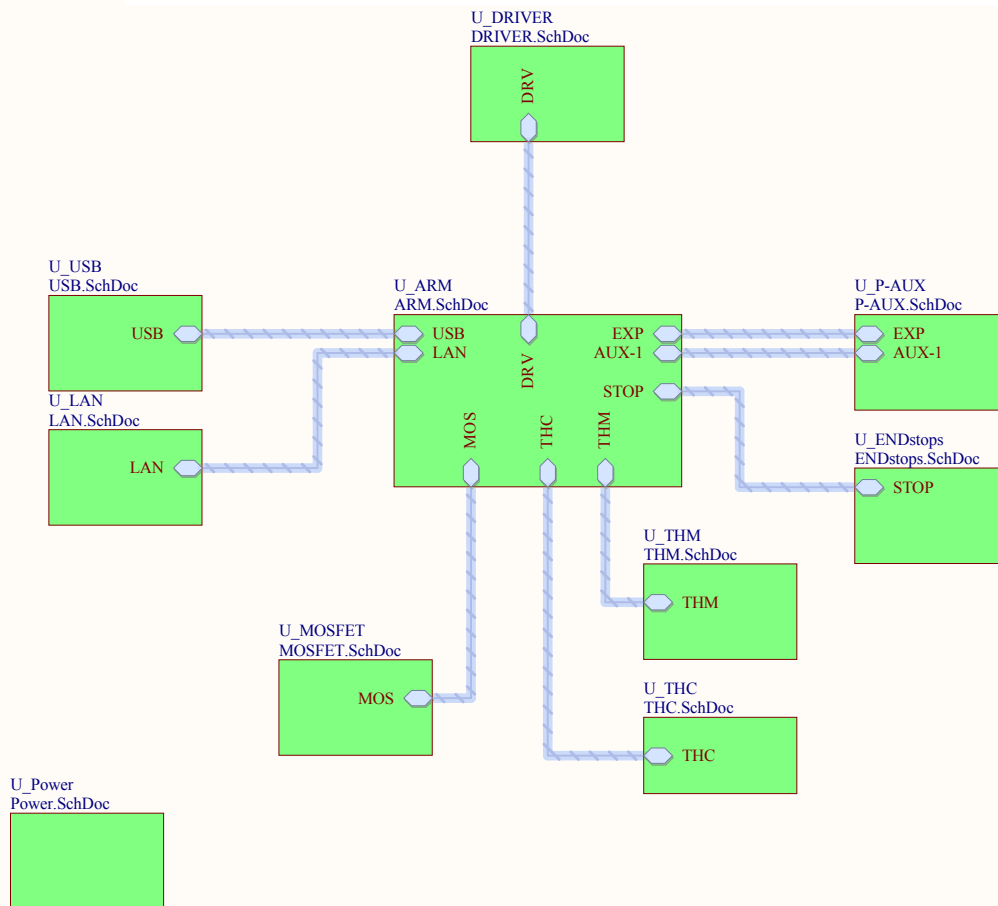 U_DRIVER
DRIVER.SchDoc
DRV
U_USB
USB.SchDoc
USB
U_ARM
ARM.SchDoc
USB
LAN
DRV
EXP
AUX-1
STOP
MOS
THC
THM
U_P-AUX
P-AUX.SchDoc
EXP
AUX-1
U_LAN
LAN.SchDoc
LAN
U_ENDstops
ENDstops.SchDoc
STOP
U_THM
THM.SchDoc
THM
U_MOSFET
MOSFET.SchDoc
MOS
U_THC
THC.SchDoc
THC
U_Power
Power.SchDoc